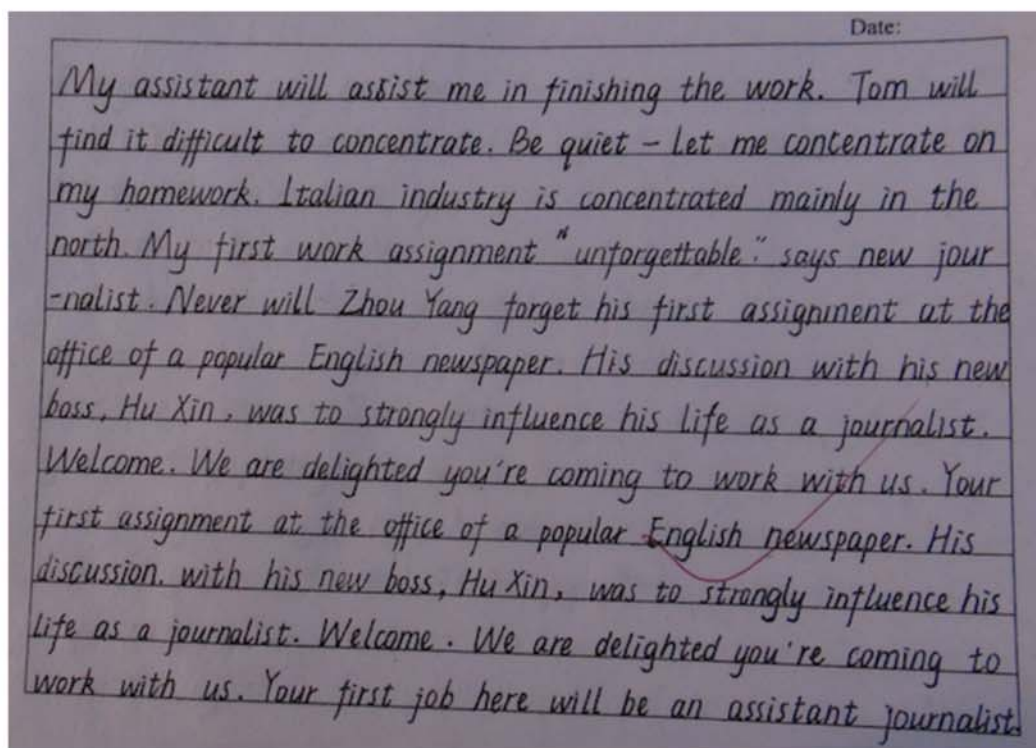 Date:
My assistant will assist me in finishing the work. Tom will
find it difficult to concentrate. Be quiet - Let me concentrate on
my homework. Italian industry is concentrated mainly in the
north. My first work assignment "unforgettable." says new jour
-nalist. Never will Zhou Yang forget his first assignment at the
office of a popular English newspaper. His discussion with his new
boss, Hu Xin, was to strongly influence his life as a journalist.
Welcome. We are delighted you're coming to work with us. Your
first assignment at the office of a popular English newspaper. His
discussion. with his new boss, Hu Xin, was to strongly influence his
life as a journalist. Welcome. We are delighted you're coming to
work with us. Your first job here will be an assistant journalist.